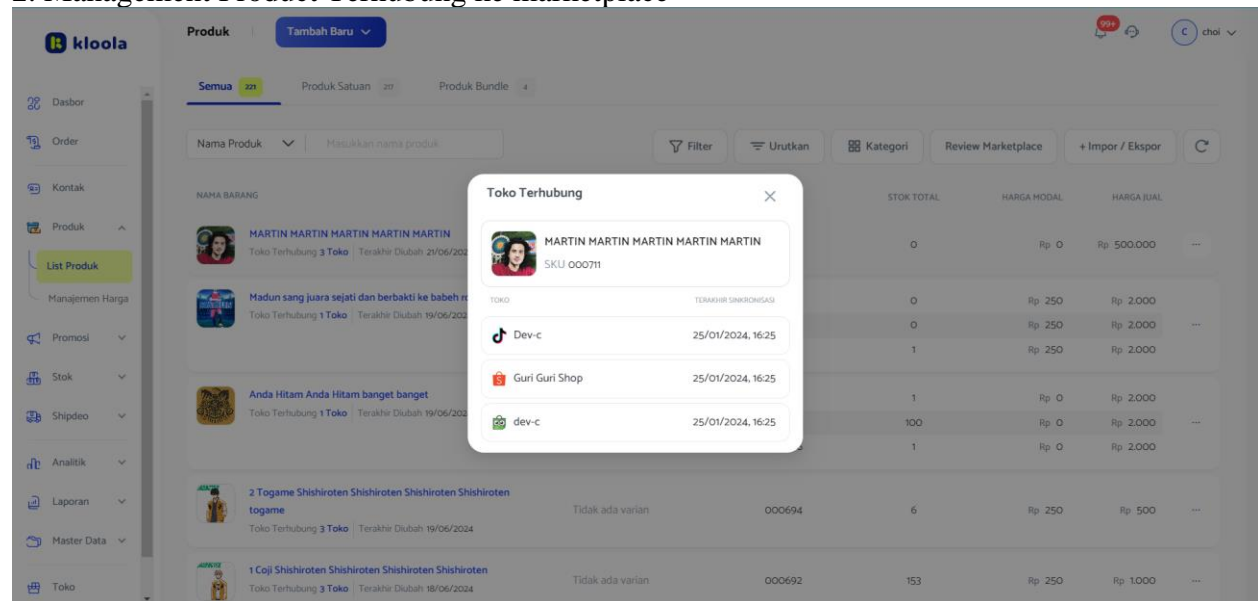 2. Management Product Terhubung ke marketplace
kloola
Produk
Tambah Baru
99+
C choi
Semua 221
Produk Satuan 217
Produk Bundle 4
Dasbor
Order
Kontak
Produk
List Produk
Manajemen Harga
Promosi
Stok
Shipdeo
Analitik
Laporan
Master Data
Toko
Nama Produk
Masukkan nama produk
Filter
Urutkan
Kategori
Review Marketplace
+ Impor / Ekspor
NAMA BARANG
STOK TOTAL
HARGA MODAL
HARGA JUAL
MARTIN MARTIN MARTIN MARTIN MARTIN
Toko Terhubung 3 Toko Terakhir Diubah 21/06/202
0 Rp 0 Rp 500.000
Madun sang juara sejati dan berbakti ke babeh
Toko Terhubung 1 Toko Terakhir Diubah 19/06/202
0 Rp 250 Rp 2.000
0 Rp 250 Rp 2.000
1 Rp 250 Rp 2.000
Anda Hitam Anda Hitam banget banget
Toko Terhubung 1 Toko Terakhir Diubah 19/06/202
1 Rp 0 Rp 2.000
100 Rp 0 Rp 2.000
1 Rp 0 Rp 2.000
2 Togame Shishiroten Shishiroten Shishiroten Shishiroten
togame
Toko Terhubung 3 Toko Terakhir Diubah 19/06/2024
Tidak ada varian 000694 6 Rp 250 Rp 500
1 Coji Shishiroten Shishiroten Shishiroten Shishiroten
Toko Terhubung 3 Toko Terakhir Diubah 18/06/2024
Tidak ada varian 000692 153 Rp 250 Rp 1.000
Toko Terhubung
MARTIN MARTIN MARTIN MARTIN MARTIN
SKU 000711
TOKO TERAKHIR SINKRONISASI
Dev-c 25/01/2024, 16:25
Guri Guri Shop 25/01/2024, 16:25
dev-c 25/01/2024, 16:25